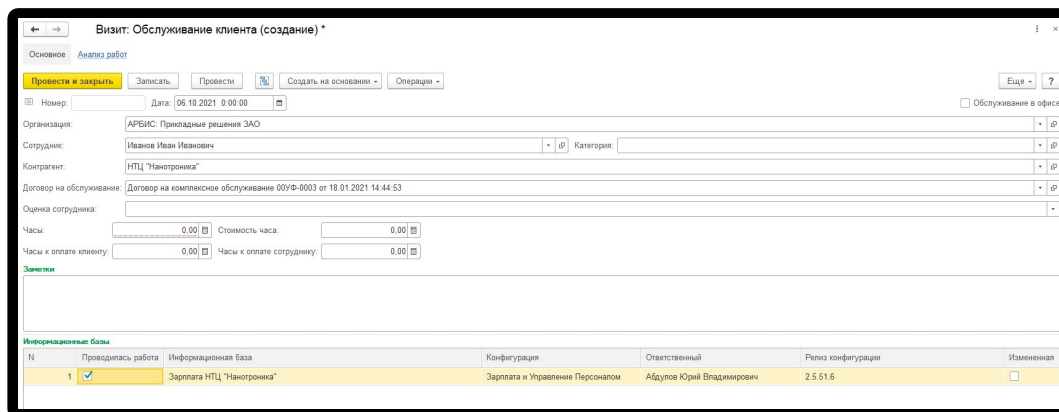 Визит: Обслуживание клиента (создание) *
Основное Анализ работ
Провести и закрыть Записать Провести Создать на основании Операции Еще ?
Номер: Дата: 06.10.2021 0:00:00 Обслуживание в офисе
Организация: АРБИС: Прикладные решения ЗАО
Сотрудник: Иванов Иван Иванович Категория:
Контрагент: НТЦ "Нанотроника"
Договор на обслуживание: Договор на комплексное обслуживание 00УФ-0003 от 18.01.2021 14:44:53
Оценка сотрудника:
Часы: 0,00 Стоимость часа: 0,00
Часы к оплате клиенту: 0,00 Часы к оплате сотруднику: 0,00
Заметки
Информационные базы
N Проводилась работа Информационная база Конфигурация Ответственный Релиз конфигурации Измененная
1 Зарплата НТЦ "Нанотроника" Зарплата и Управление Персоналом Абдулов Юрий Владимирович 2.5.51.6